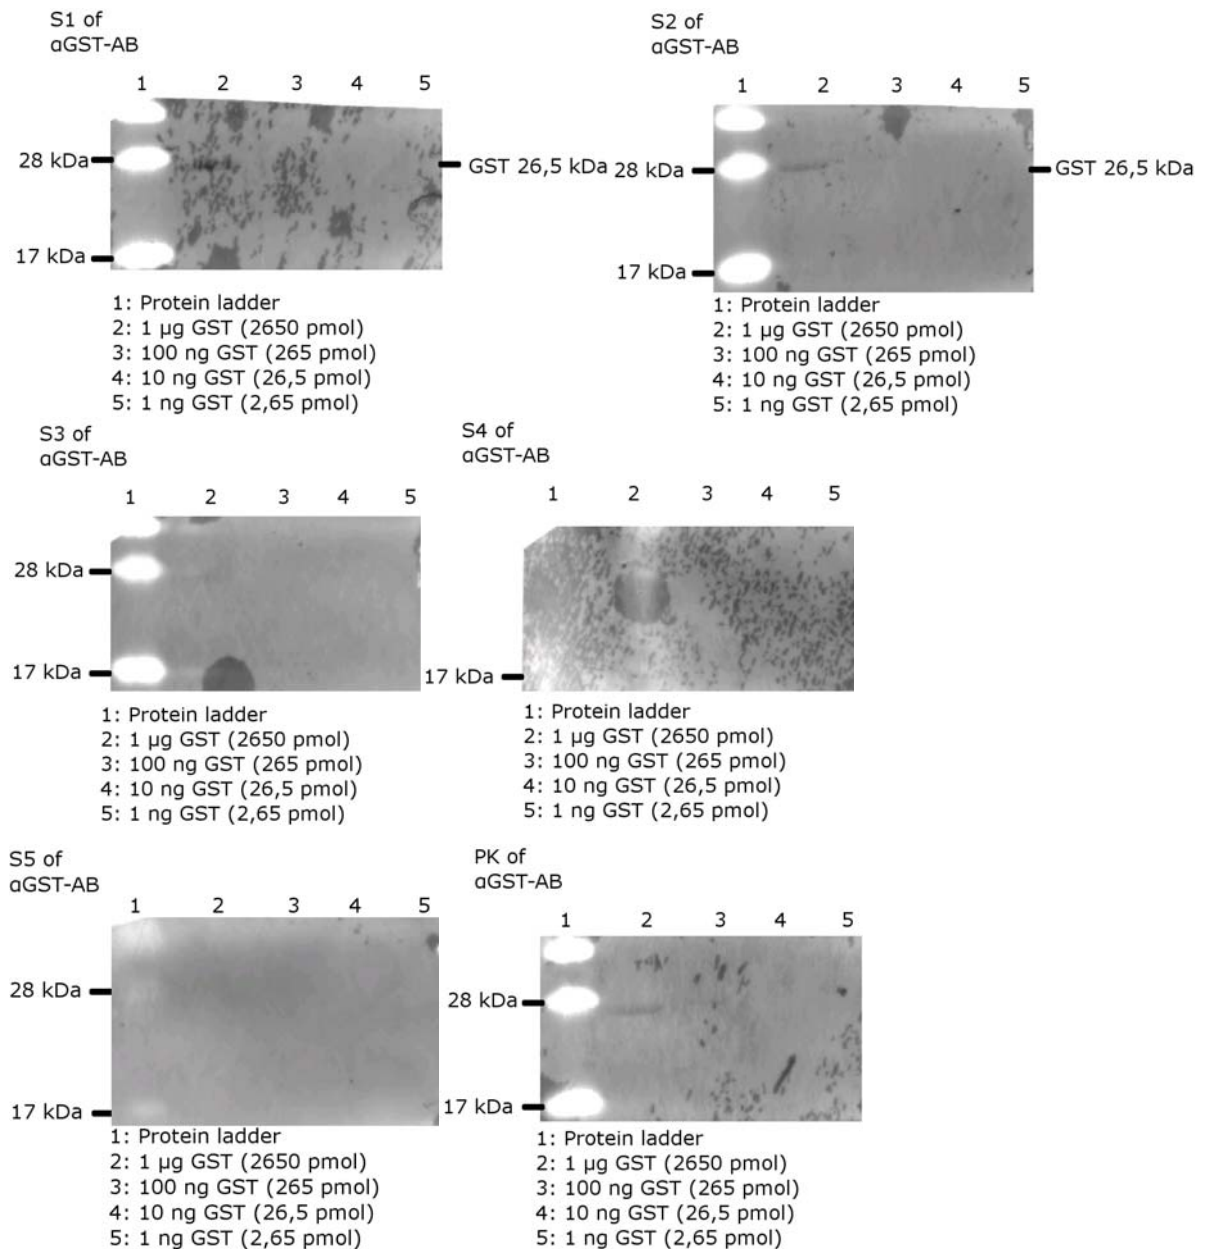 S1 of
αGST-AB
1 2 3 4 5
28 kDa
GST 26,5 kDa
17 kDa
1: Protein ladder
2: 1 µg GST (2650 pmol)
3: 100 ng GST (265 pmol)
4: 10 ng GST (26,5 pmol)
5: 1 ng GST (2,65 pmol)
S2 of
αGST-AB
1 2 3 4 5
28 kDa
GST 26,5 kDa
17 kDa
1: Protein ladder
2: 1 µg GST (2650 pmol)
3: 100 ng GST (265 pmol)
4: 10 ng GST (26,5 pmol)
5: 1 ng GST (2,65 pmol)
S3 of
αGST-AB
1 2 3 4 5
28 kDa
17 kDa
1: Protein ladder
2: 1 µg GST (2650 pmol)
3: 100 ng GST (265 pmol)
4: 10 ng GST (26,5 pmol)
5: 1 ng GST (2,65 pmol)
S4 of
αGST-AB
1 2 3 4 5
17 kDa
1: Protein ladder
2: 1 µg GST (2650 pmol)
3: 100 ng GST (265 pmol)
4: 10 ng GST (26,5 pmol)
5: 1 ng GST (2,65 pmol)
S5 of
αGST-AB
1 2 3 4 5
28 kDa
17 kDa
1: Protein ladder
2: 1 µg GST (2650 pmol)
3: 100 ng GST (265 pmol)
4: 10 ng GST (26,5 pmol)
5: 1 ng GST (2,65 pmol)
PK of
αGST-AB
1 2 3 4 5
28 kDa
17 kDa
1: Protein ladder
2: 1 µg GST (2650 pmol)
3: 100 ng GST (265 pmol)
4: 10 ng GST (26,5 pmol)
5: 1 ng GST (2,65 pmol)